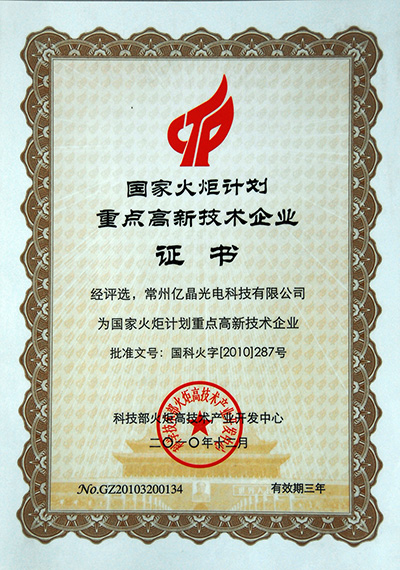 CTP
国家火炬计划
重点高新技术企业
证书
经评选，常州亿晶光电科技有限公司
为国家火炬计划重点高新技术企业
批准文号：国科火字[2010]287号
科技部火炬高技术产业开发中心
二〇一〇年十二月
No.GZ20103200134
有效期三年